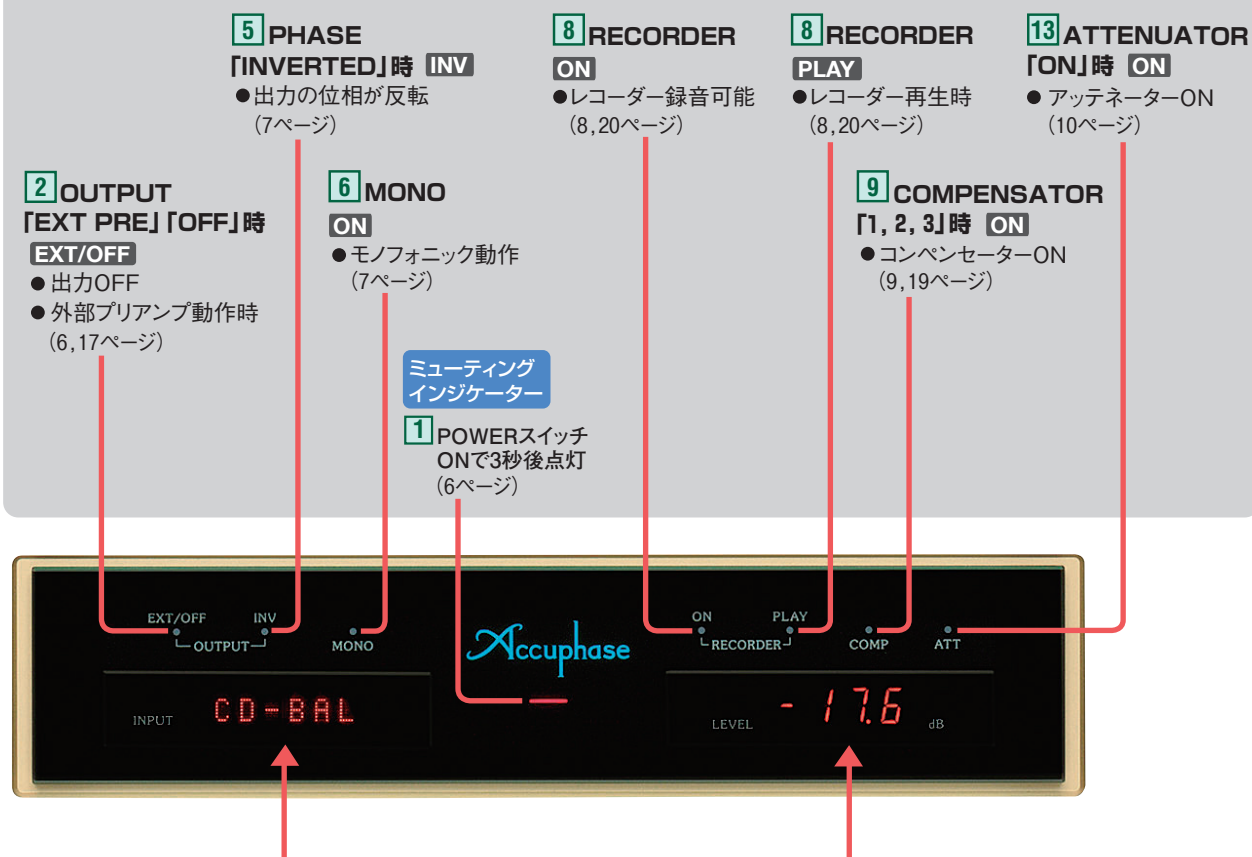 5 PHASE
「INVERTED」時 INV
●出力の位相が反転
（7ページ）
8 RECORDER
ON
●レコーダー録音可能
（8,20ページ）
8 RECORDER
PLAY
●レコーダー再生時
（8,20ページ）
13 ATTENUATOR
「ON」時 ON
● アッテネーターON
（10ページ）
2 OUTPUT
「EXT PRE」「OFF」時
EXT/OFF
● 出力OFF
● 外部プリアンプ動作時
（6,17ページ）
6 MONO
ON
● モノフォニック動作
（7ページ）
9 COMPENSATOR
「1, 2, 3」時 ON
● コンペンセーターON
（9,19ページ）
ミューティング
インジケーター
1 POWERスイッチ
ONで3秒後点灯
（6ページ）
EXT/OFF INV
OUTPUT
MONO
Accuphase
ON PLAY
RECORDER
COMP
ATT
INPUT CD-BAL
LEVEL -17.6 dB